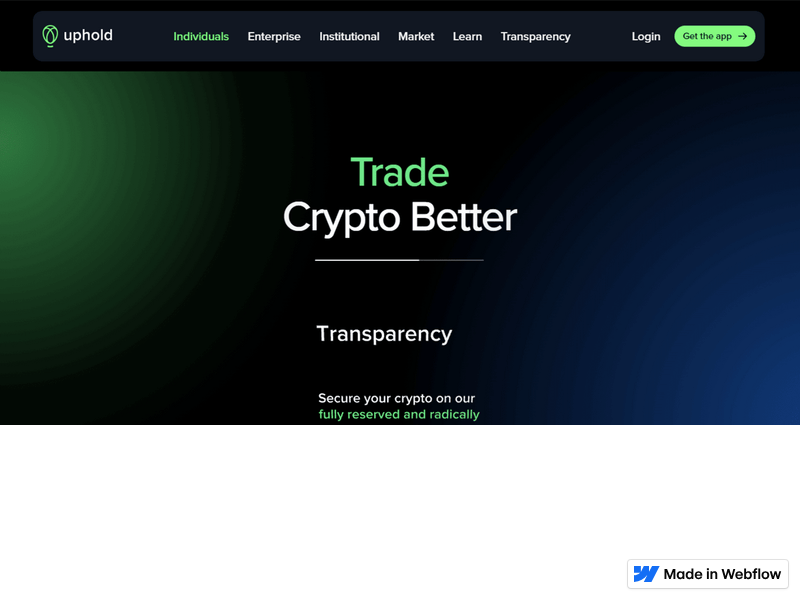 uphold
Individuals Enterprise Institutional Market Learn Transparency Login Get the app →
Trade
Crypto Better
Transparency
Secure your crypto on our
fully reserved and radically
Made in Webflow